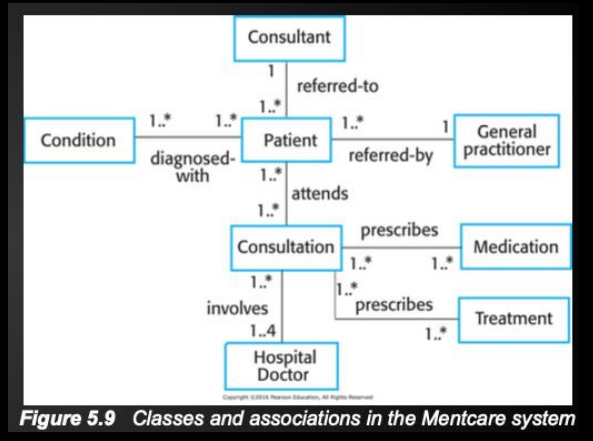 Consultant
1
referred-to
1..*
1..* 1..* 1..* 1
Condition
Patient
General
practitioner
diagnosed-
with
referred-by
1..*
attends
1..*
prescribes
Consultation
Medication
1..* 1..*
1..* 1..*
prescribes
involves
Treatment
1..4 1..*
Hospital
Doctor
Copyright ©2016 Pearson Education, All Rights Reserved
Figure 5.9 Classes and associations in the Mentcare system